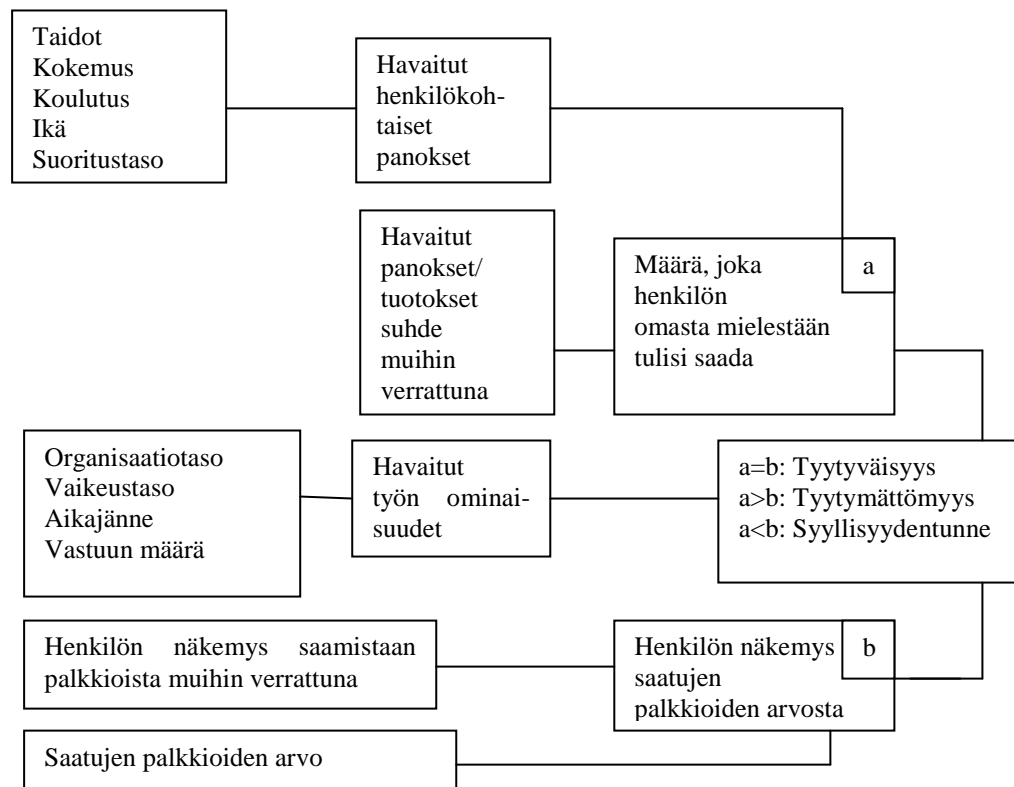 Taidot
Kokemus
Koulutus
Ikä
Suoritustaso
Havaitut
henkilökoh-
taiset
panokset
Havaitut
panokset/
tuotokset
suhde
muihin
verrattuna
Määrä, joka
henkilön
omasta mielestään
tulisi saada
a
Organisaatiotaso
Vaikeustaso
Aikajänne
Vastuun määrä
Havaitut
työn ominai-
suudet
a=b: Tyytyväisyys
a>b: Tyytymättömyys
a<b: Syyllisyydentunne
Henkilön näkemys saamistaan
palkkioista muihin verrattuna
Henkilön näkemys
saatujen
palkkioiden arvosta
b
Saatujen palkkioiden arvo